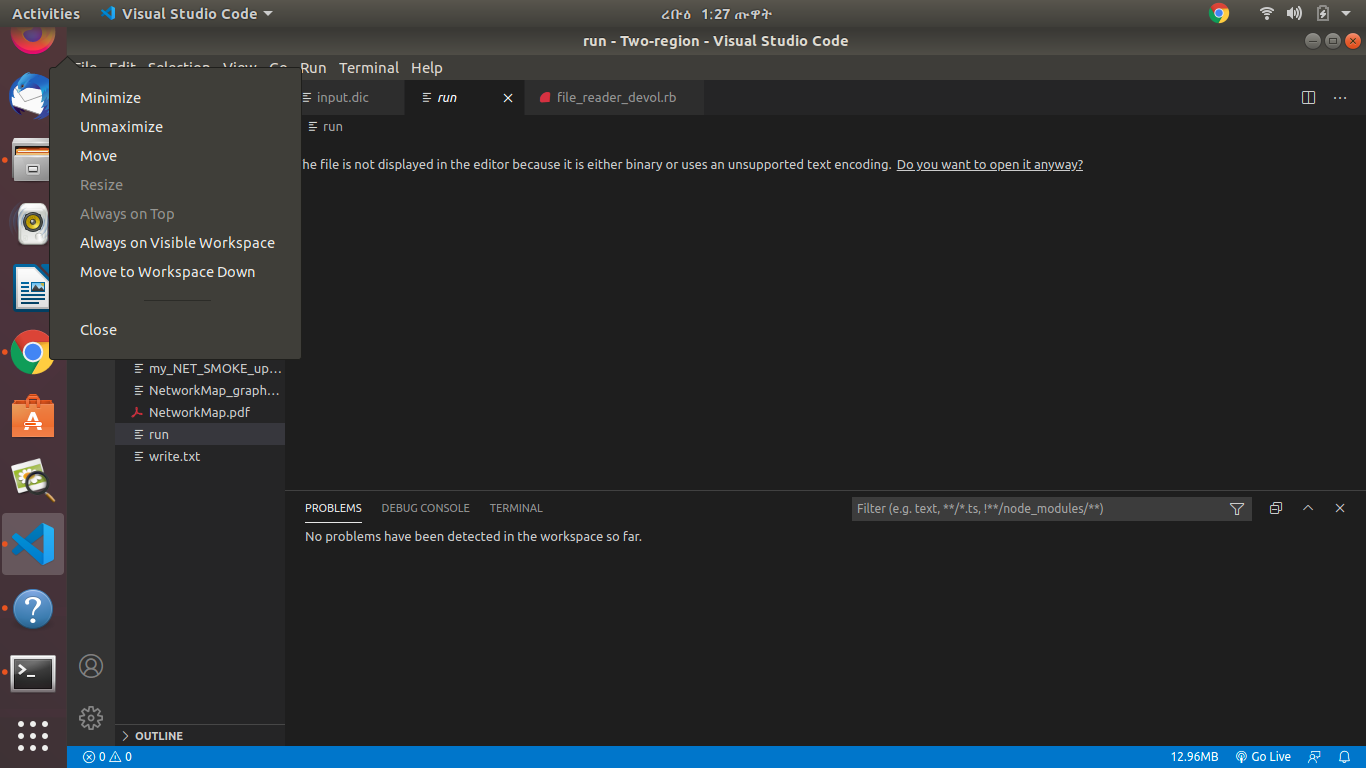 Activities
Visual Studio Code
ረቡዕ 1:27 ጡዋት
run - Two-region - Visual Studio Code
File Edit Selection View Go Run Terminal Help
Minimize
Unmaximize
Move
Resize
Always on Top
Always on Visible Workspace
Move to Workspace Down
Close
input.dic
run
file_reader_devol.rb
run
he file is not displayed in the editor because it is either binary or uses an unsupported text encoding. Do you want to open it anyway?
my_NET_SMOKE_up...
NetworkMap_graph...
NetworkMap.pdf
run
write.txt
OUTLINE
PROBLEMS DEBUG CONSOLE TERMINAL
Filter (e.g. text, **/*.ts, !**/node_modules/**)
No problems have been detected in the workspace so far.
0 0
12.96MB Go Live